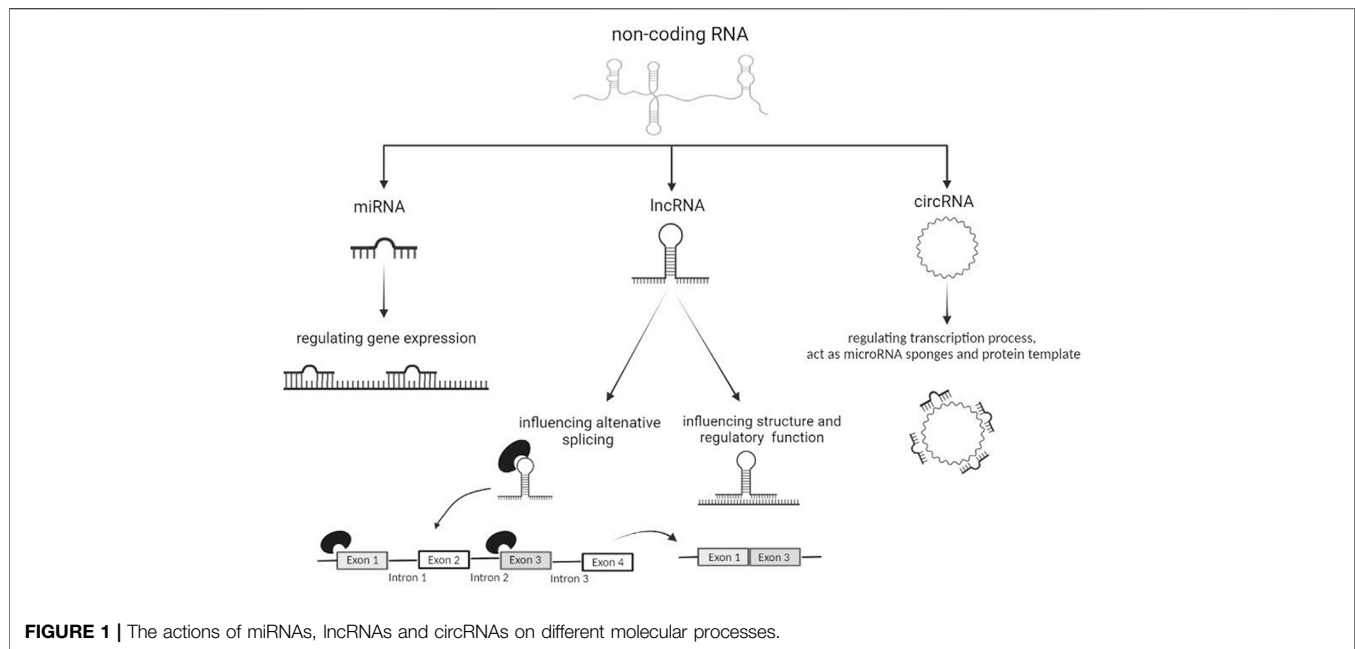 non-coding RNA
miRNA
lncRNA
circRNA
regulating gene expression
regulating transcription process,
act as microRNA sponges and protein template
influencing altenative
splicing
influencing structure and
regulatory function
Exon 1
Exon 2
Exon 3
Exon 4
Intron 1
Intron 2
Intron 3
Exon 1
Exon 3
FIGURE 1 | The actions of miRNAs, lncRNAs and circRNAs on different molecular processes.